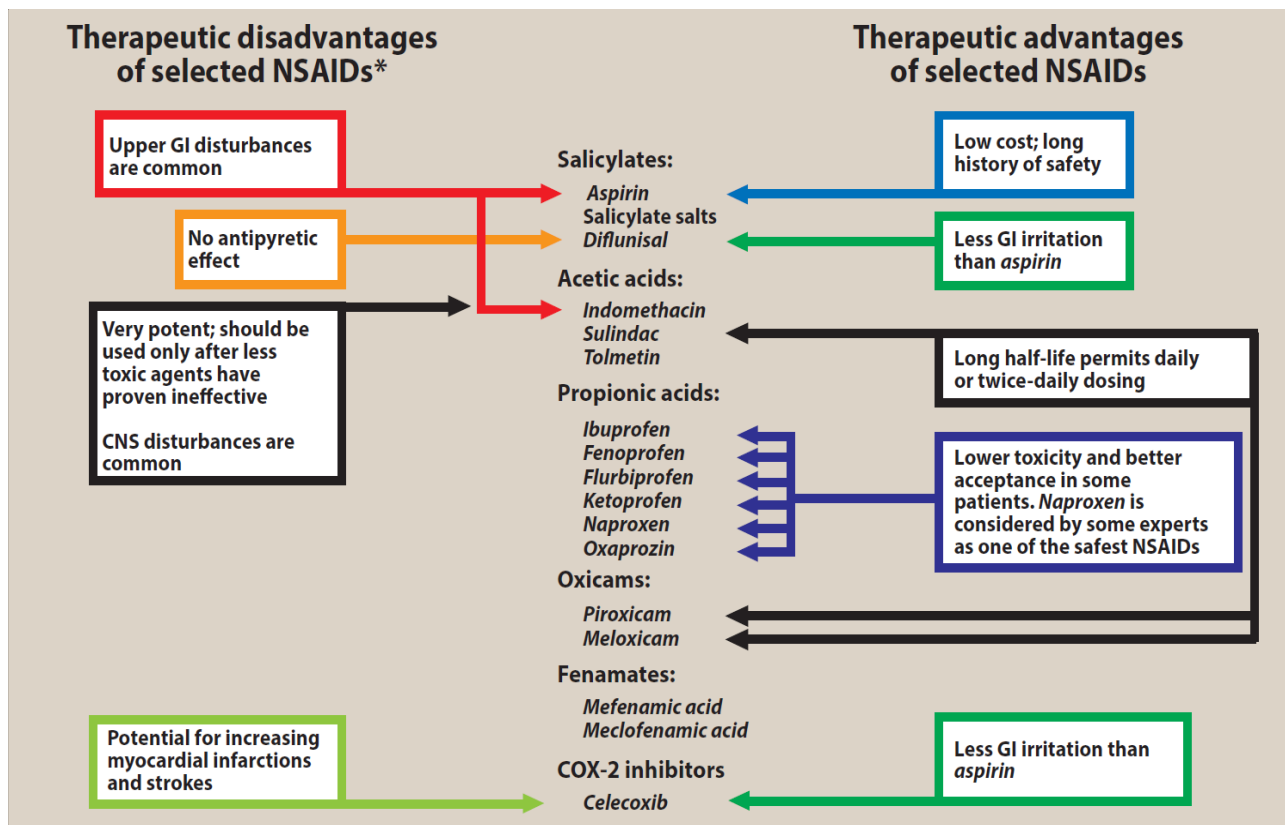 Therapeutic disadvantages
of selected NSAIDs*
Upper GI disturbances
are common
No antipyretic
effect
Very potent; should be
used only after less
toxic agents have
proven ineffective
CNS disturbances are
common
Potential for increasing
myocardial infarctions
and strokes
Salicylates:
Aspirin
Salicylate salts
Diflunisal
Acetic acids:
Indomethacin
Sulindac
Tolmetin
Propionic acids:
Ibuprofen
Fenoprofen
Flurbiprofen
Ketoprofen
Naproxen
Oxaprozin
Oxicams:
Piroxicam
Meloxicam
Fenamates:
Mefenamic acid
Meclofenamic acid
COX-2 inhibitors
Celecoxib
Therapeutic advantages
of selected NSAIDs
Low cost; long
history of safety
Less GI irritation
than aspirin
Long half-life permits daily
or twice-daily dosing
Lower toxicity and better
acceptance in some
patients. Naproxen is
considered by some experts
as one of the safest NSAIDs
Less GI irritation than
aspirin